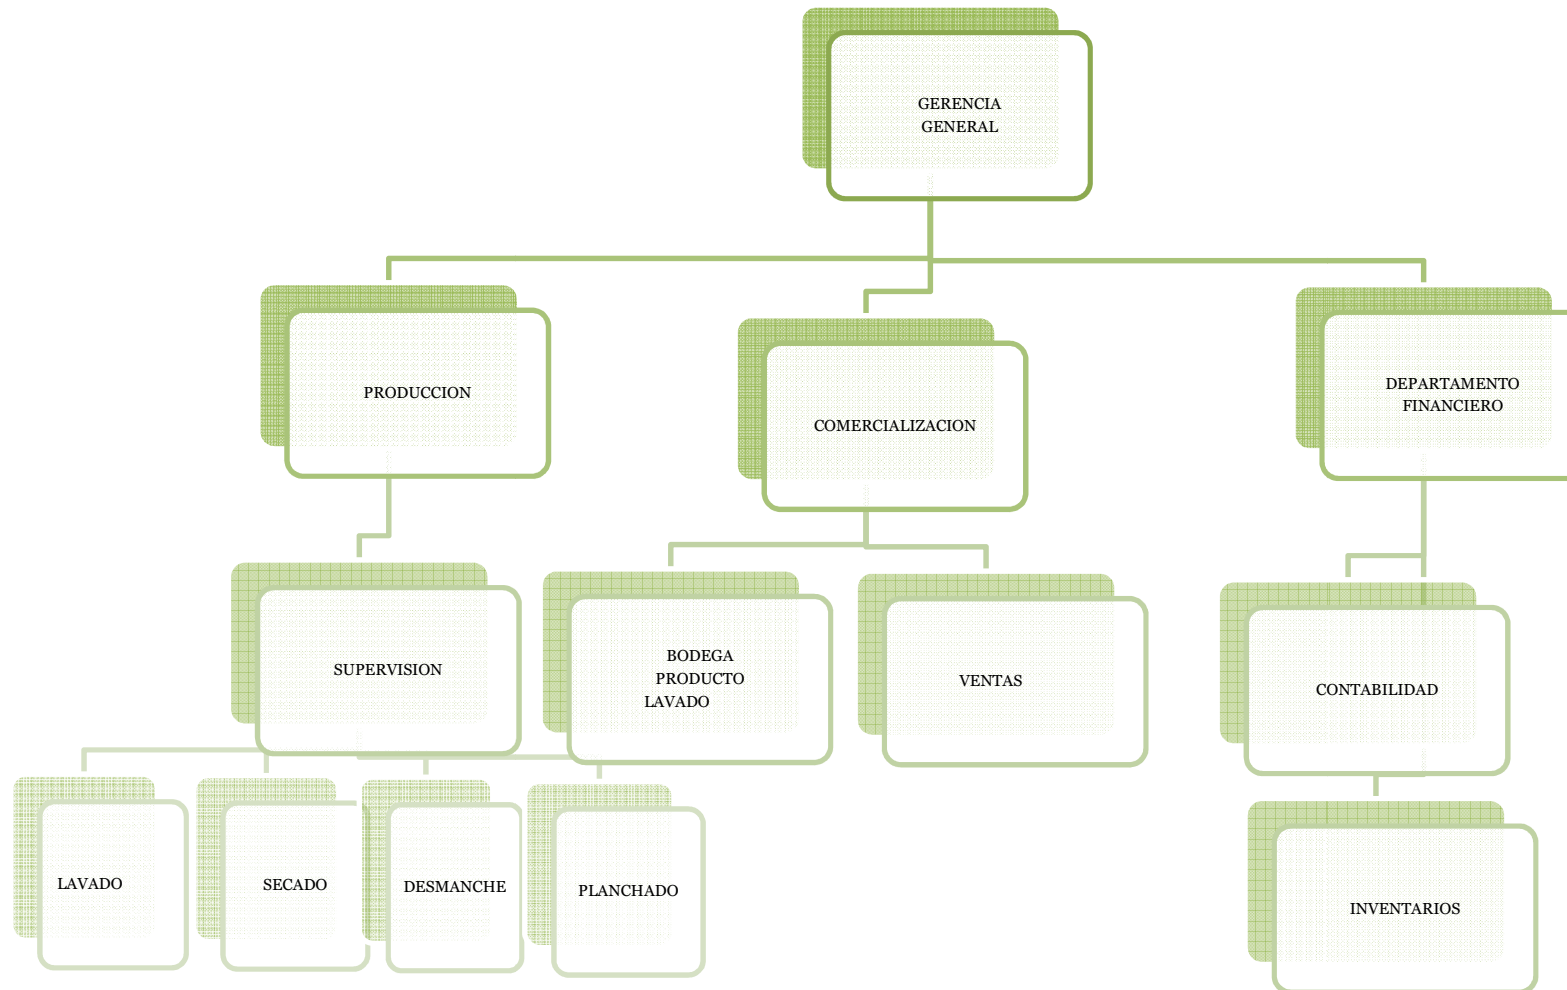 GERENCIA
GENERAL
PRODUCCION
COMERCIALIZACION
DEPARTAMENTO
FINANCIERO
SUPERVISION
BODEGA
PRODUCTO
LAVADO
VENTAS
CONTABILIDAD
LAVADO
SECADO
DESMANCHE
PLANCHADO
INVENTARIOS